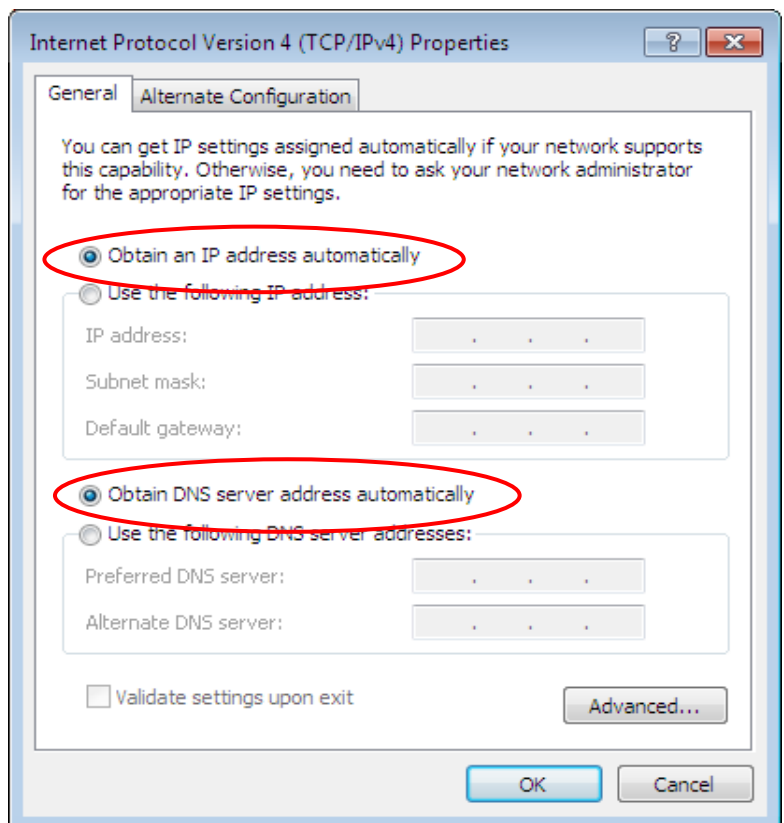 Internet Protocol Version 4 (TCP/IPv4) Properties
General
Alternate Configuration
You can get IP settings assigned automatically if your network supports
this capability. Otherwise, you need to ask your network administrator
for the appropriate IP settings.
Obtain an IP address automatically
Use the following IP address:
IP address:
Subnet mask:
Default gateway:
Obtain DNS server address automatically
Use the following DNS server addresses:
Preferred DNS server:
Alternate DNS server:
Validate settings upon exit
Advanced...
OK
Cancel